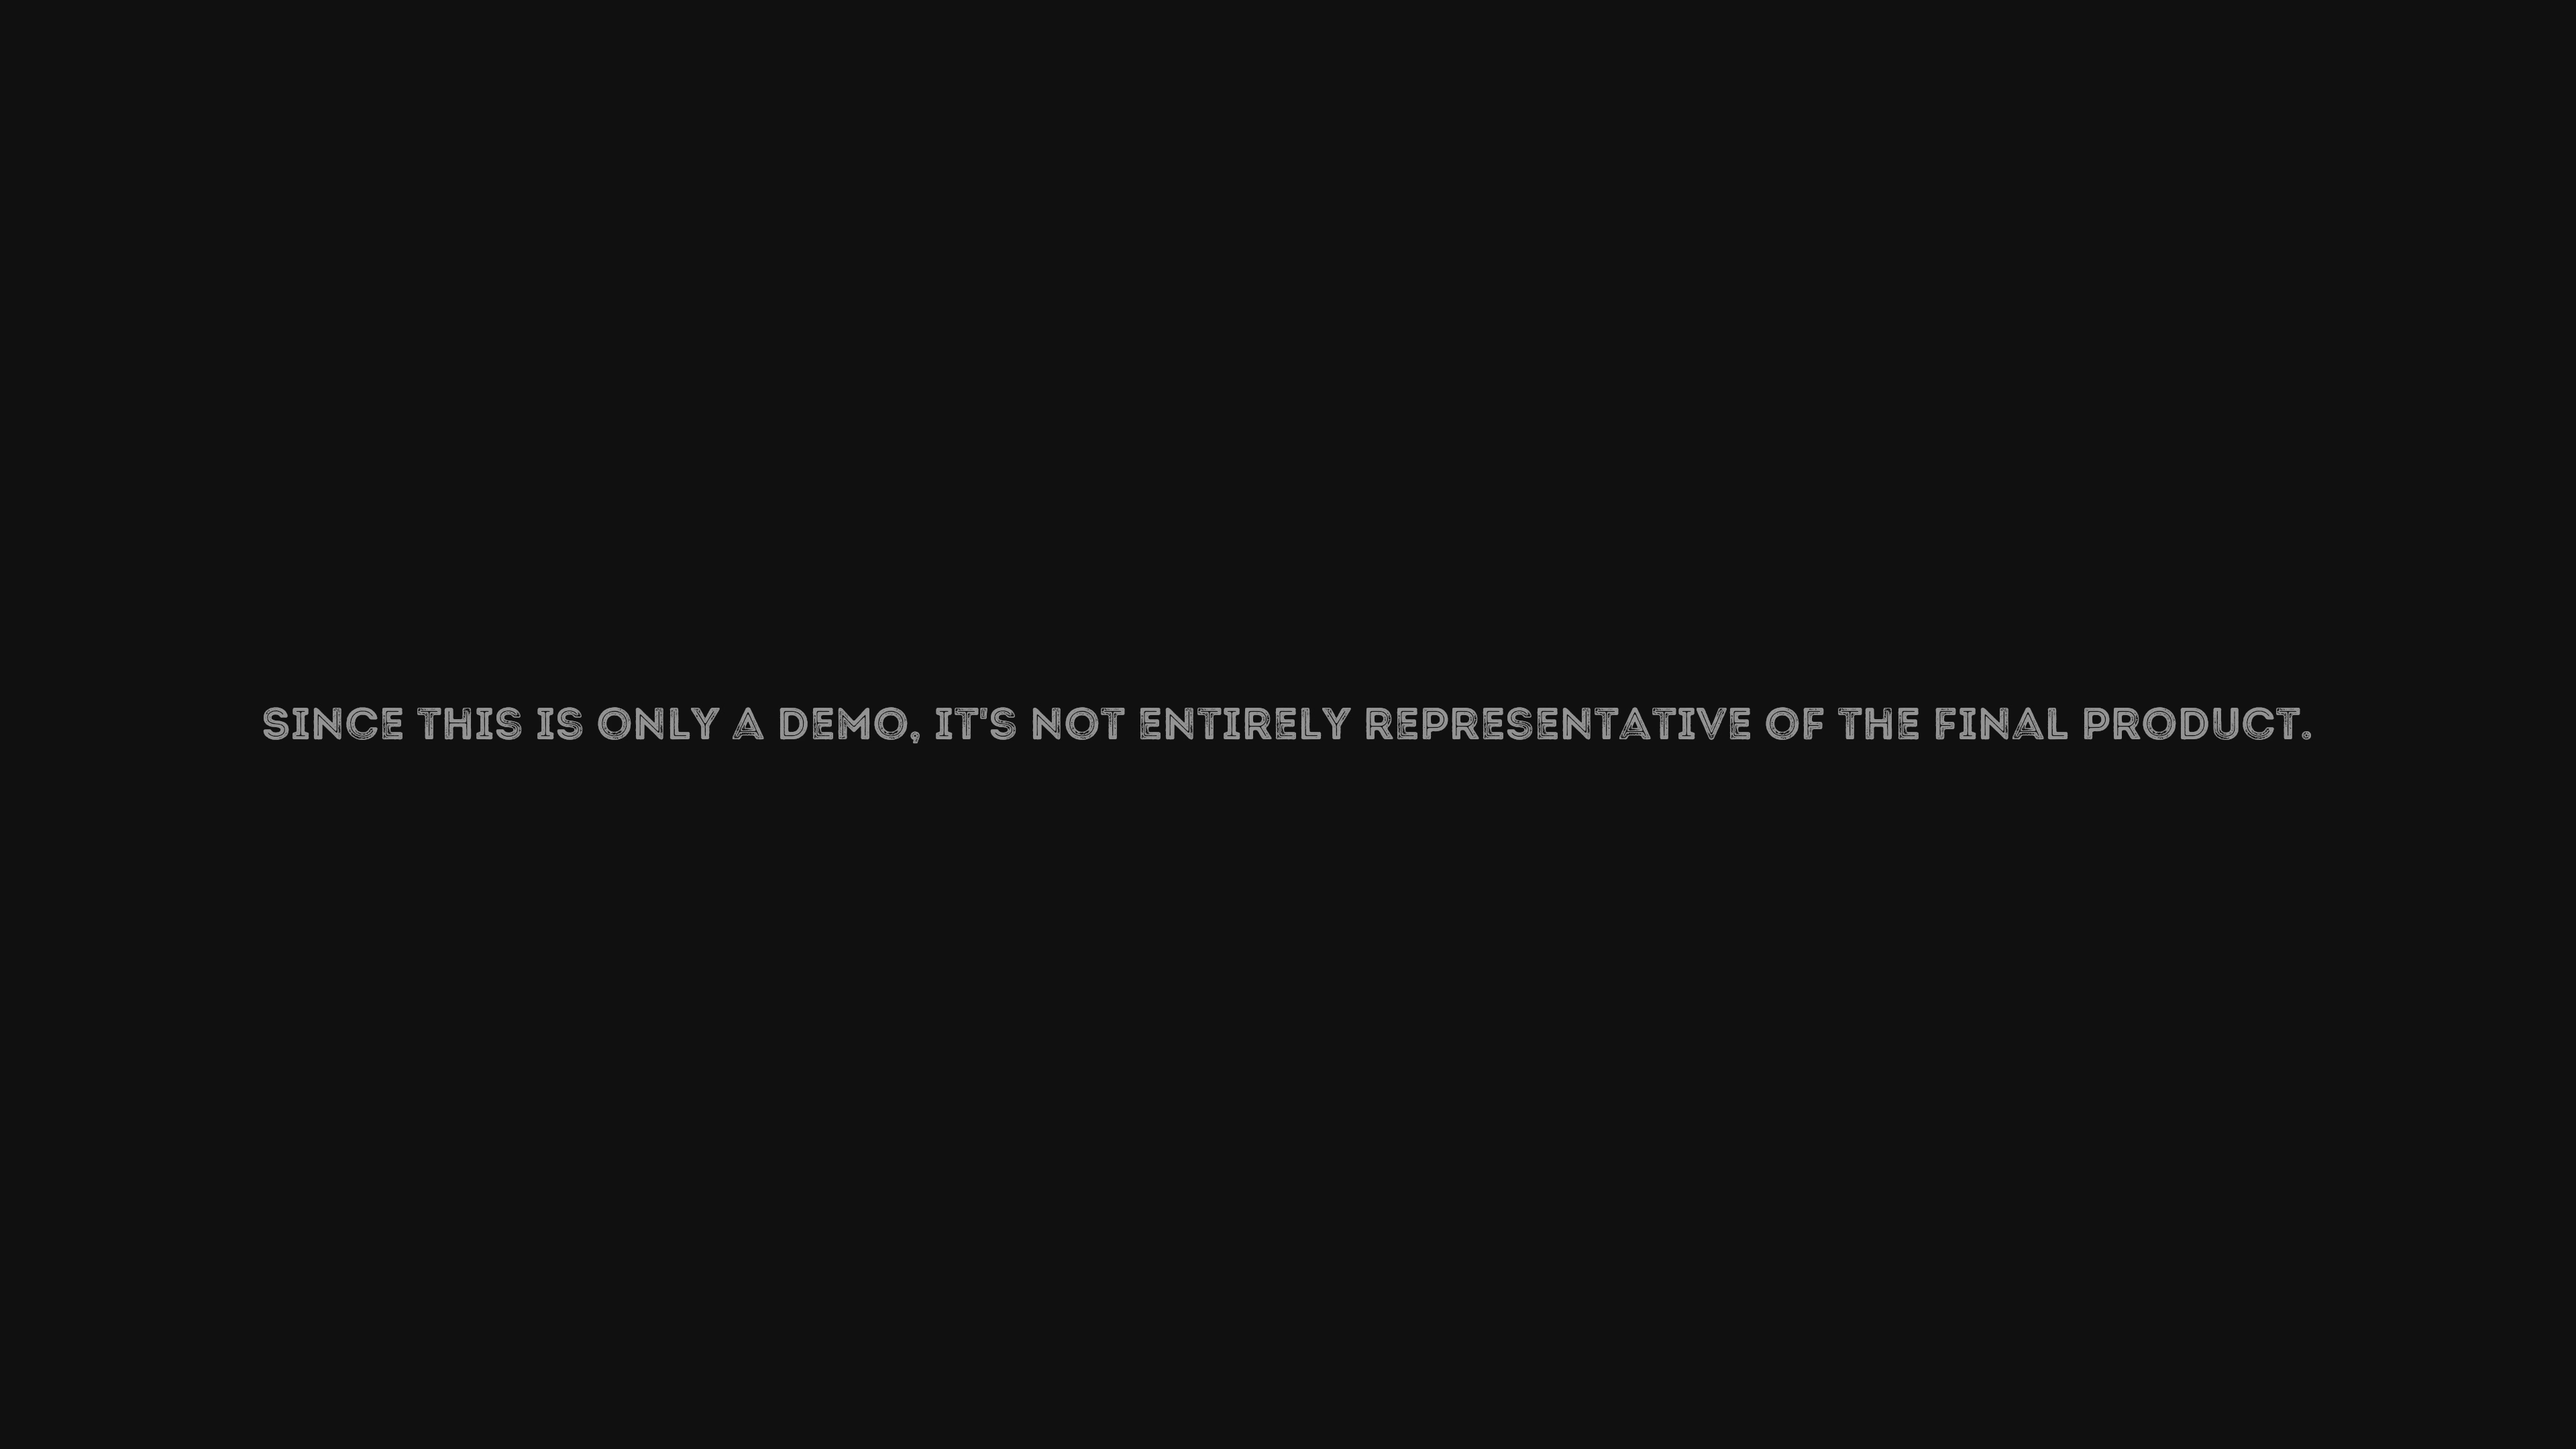 SINCE THIS IS ONLY A DEMO, IT'S NOT ENTIRELY REPRESENTATIVE OF THE FINAL PRODUCT.